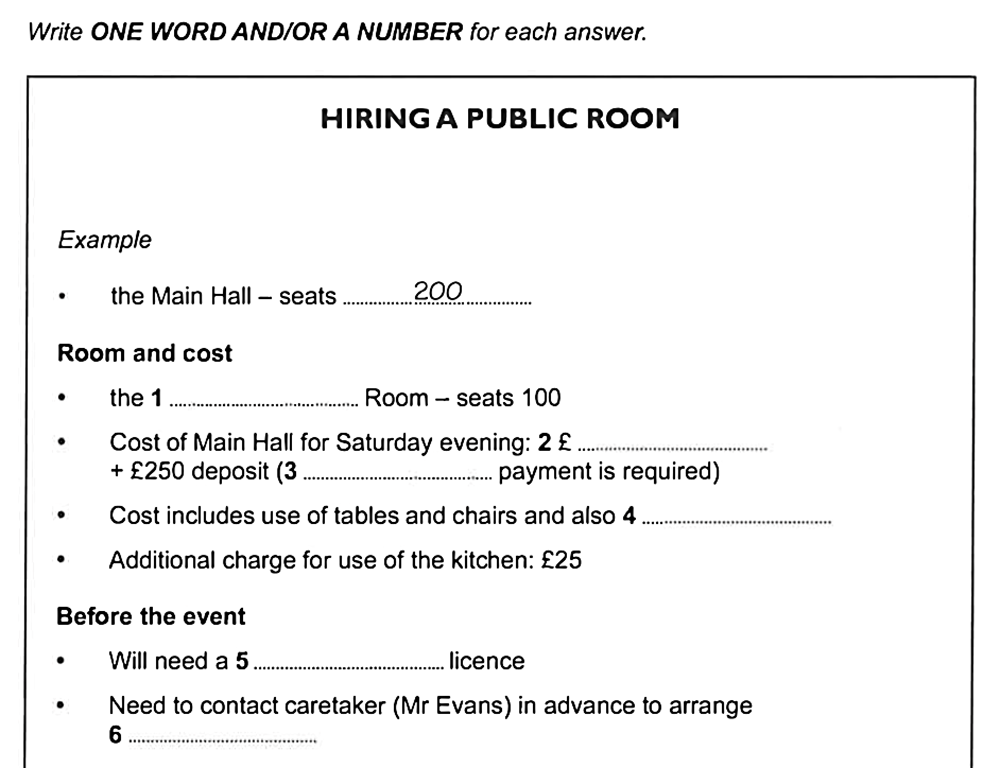 Write ONE WORD AND/OR A NUMBER for each answer.
HIRING A PUBLIC ROOM
Example
• the Main Hall – seats ................200................
Room and cost
• the 1 .................................... Room – seats 100
• Cost of Main Hall for Saturday evening: 2 £ ....................................
+ £250 deposit (3 .................................... payment is required)
• Cost includes use of tables and chairs and also 4 ....................................
• Additional charge for use of the kitchen: £25
Before the event
• Will need a 5 .................................... licence
• Need to contact caretaker (Mr Evans) in advance to arrange
6 ....................................